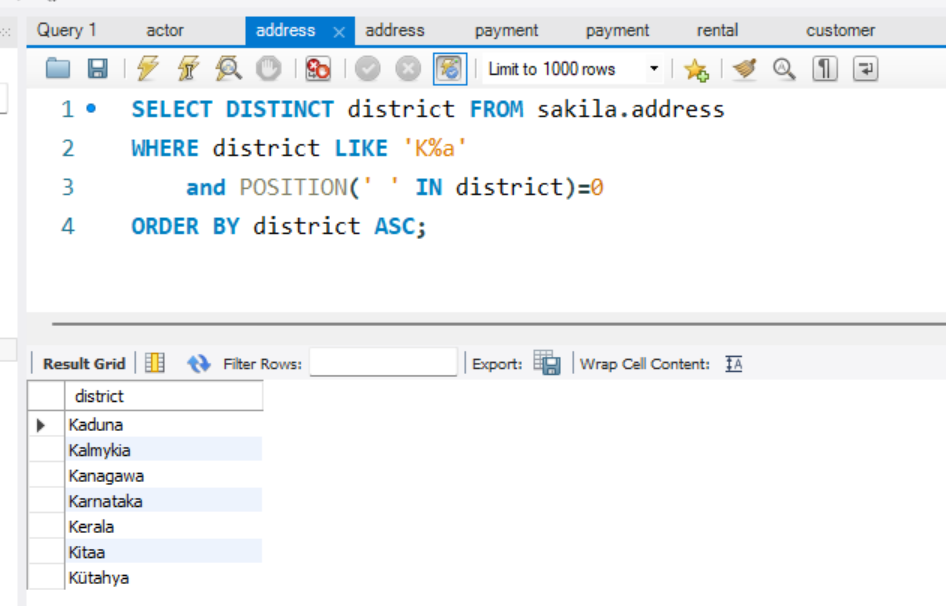 Query 1 actor address × address payment payment rental customer
Limit to 1000 rows
1 SELECT DISTINCT district FROM sakila.address
2 WHERE district LIKE 'K%a'
3 and POSITION(' ' IN district)=0
4 ORDER BY district ASC;
Result Grid Filter Rows: Export: Wrap Cell Content:
district
Kaduna
Kalmykia
Kanagawa
Karnataka
Kerala
Kitaa
Kütahya